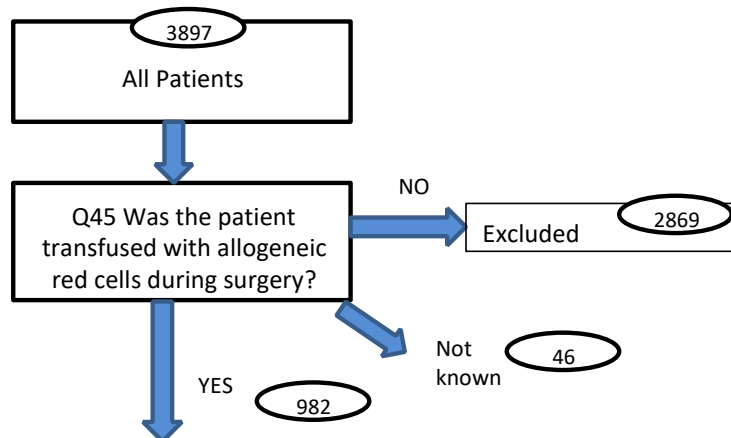 3897
All Patients
NO
Q45 Was the patient
transfused with allogeneic
red cells during surgery?
Excluded
2869
Not
known
46
YES
982